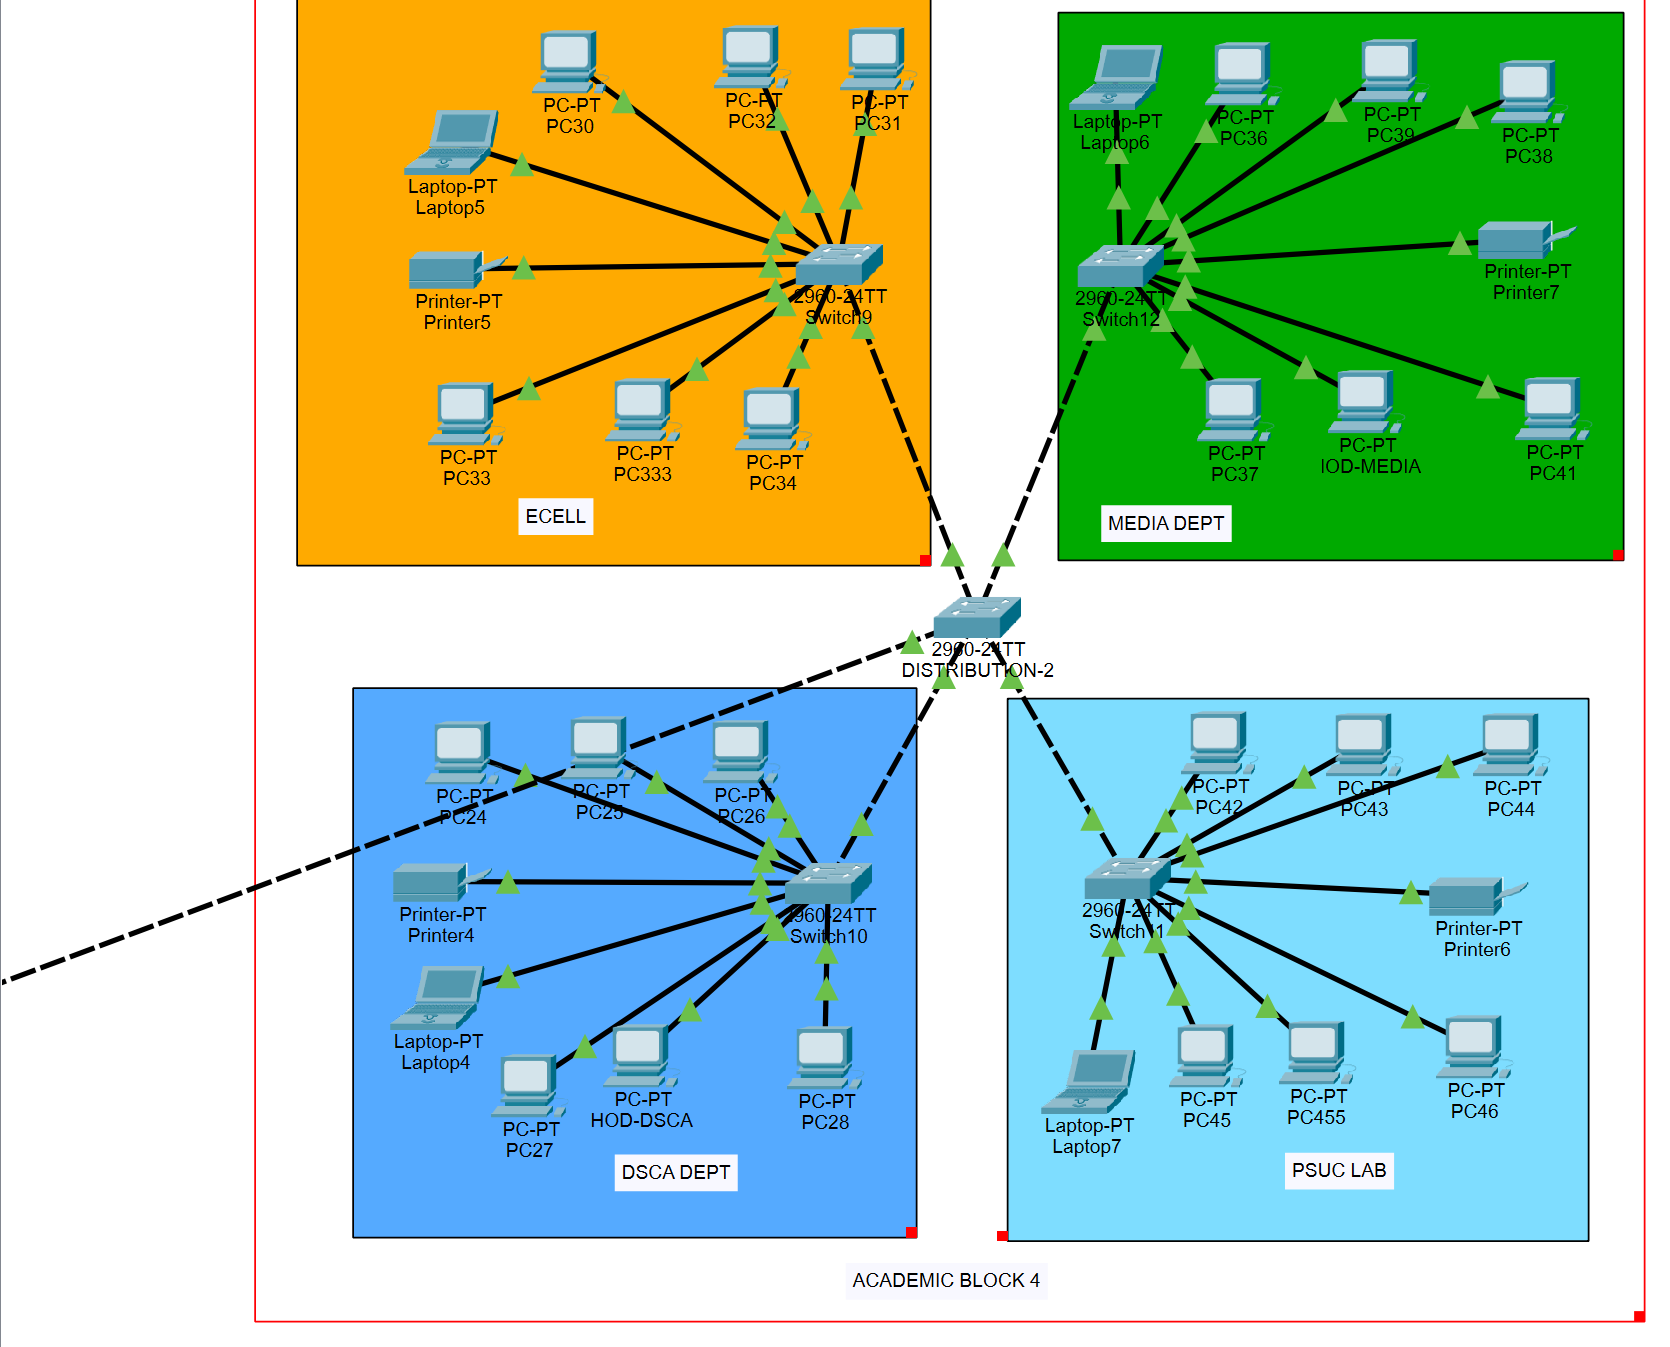 PC-PT
PC30
PC-PT
PC32
PC-PT
PC31
Laptop-PT
Laptop5
Printer-PT
Printer5
2960-24TT
Switch9
PC-PT
PC33
PC-PT
PC333
PC-PT
PC34
ECELL
Laptop-PT
Laptop6
PC-PT
PC36
PC-PT
PC39
PC-PT
PC38
Printer-PT
Printer7
2960-24TT
Switch12
PC-PT
PC37
PC-PT
IOD-MEDIA
PC-PT
PC41
MEDIA DEPT
2960-24TT
DISTRIBUTION-2
PC-PT
PC24
PC-PT
PC25
PC-PT
PC26
Printer-PT
Printer4
2960-24TT
Switch10
Laptop-PT
Laptop4
PC-PT
PC27
PC-PT
HOD-DSCA
PC-PT
PC28
DSCA DEPT
PC-PT
PC42
PC-PT
PC43
PC-PT
PC44
2960-24TT
Switch11
Printer-PT
Printer6
Laptop-PT
Laptop7
PC-PT
PC45
PC-PT
PC455
PC-PT
PC46
PSUC LAB
ACADEMIC BLOCK 4